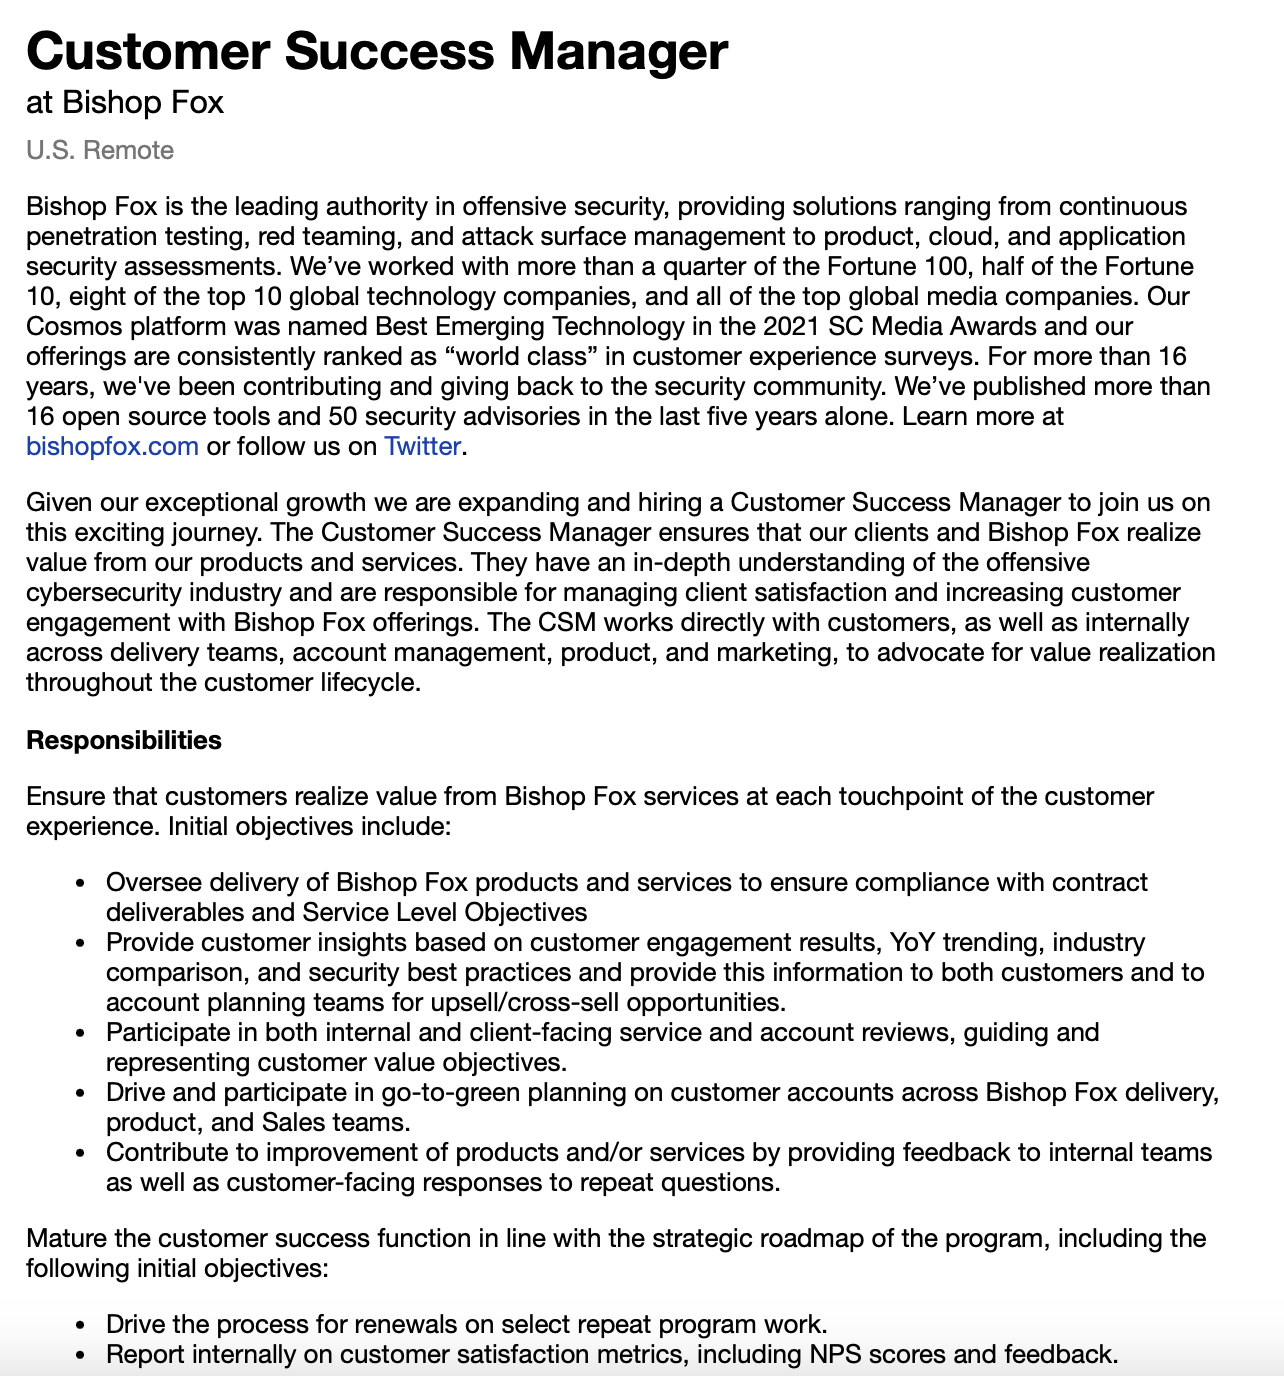 Customer Success Manager
at Bishop Fox
U.S. Remote
Bishop Fox is the leading authority in offensive security, providing solutions ranging from continuous
penetration testing, red teaming, and attack surface management to product, cloud, and application
security assessments. We’ve worked with more than a quarter of the Fortune 100, half of the Fortune
10, eight of the top 10 global technology companies, and all of the top global media companies. Our
Cosmos platform was named Best Emerging Technology in the 2021 SC Media Awards and our
offerings are consistently ranked as “world class” in customer experience surveys. For more than 16
years, we've been contributing and giving back to the security community. We’ve published more than
16 open source tools and 50 security advisories in the last five years alone. Learn more at
bishopfox.com or follow us on Twitter.
Given our exceptional growth we are expanding and hiring a Customer Success Manager to join us on
this exciting journey. The Customer Success Manager ensures that our clients and Bishop Fox realize
value from our products and services. They have an in-depth understanding of the offensive
cybersecurity industry and are responsible for managing client satisfaction and increasing customer
engagement with Bishop Fox offerings. The CSM works directly with customers, as well as internally
across delivery teams, account management, product, and marketing, to advocate for value realization
throughout the customer lifecycle.
Responsibilities
Ensure that customers realize value from Bishop Fox services at each touchpoint of the customer
experience. Initial objectives include:
• Oversee delivery of Bishop Fox products and services to ensure compliance with contract
deliverables and Service Level Objectives
• Provide customer insights based on customer engagement results, YoY trending, industry
comparison, and security best practices and provide this information to both customers and to
account planning teams for upsell/cross-sell opportunities.
• Participate in both internal and client-facing service and account reviews, guiding and
representing customer value objectives.
• Drive and participate in go-to-green planning on customer accounts across Bishop Fox delivery,
product, and Sales teams.
• Contribute to improvement of products and/or services by providing feedback to internal teams
as well as customer-facing responses to repeat questions.
Mature the customer success function in line with the strategic roadmap of the program, including the
following initial objectives:
• Drive the process for renewals on select repeat program work.
• Report internally on customer satisfaction metrics, including NPS scores and feedback.